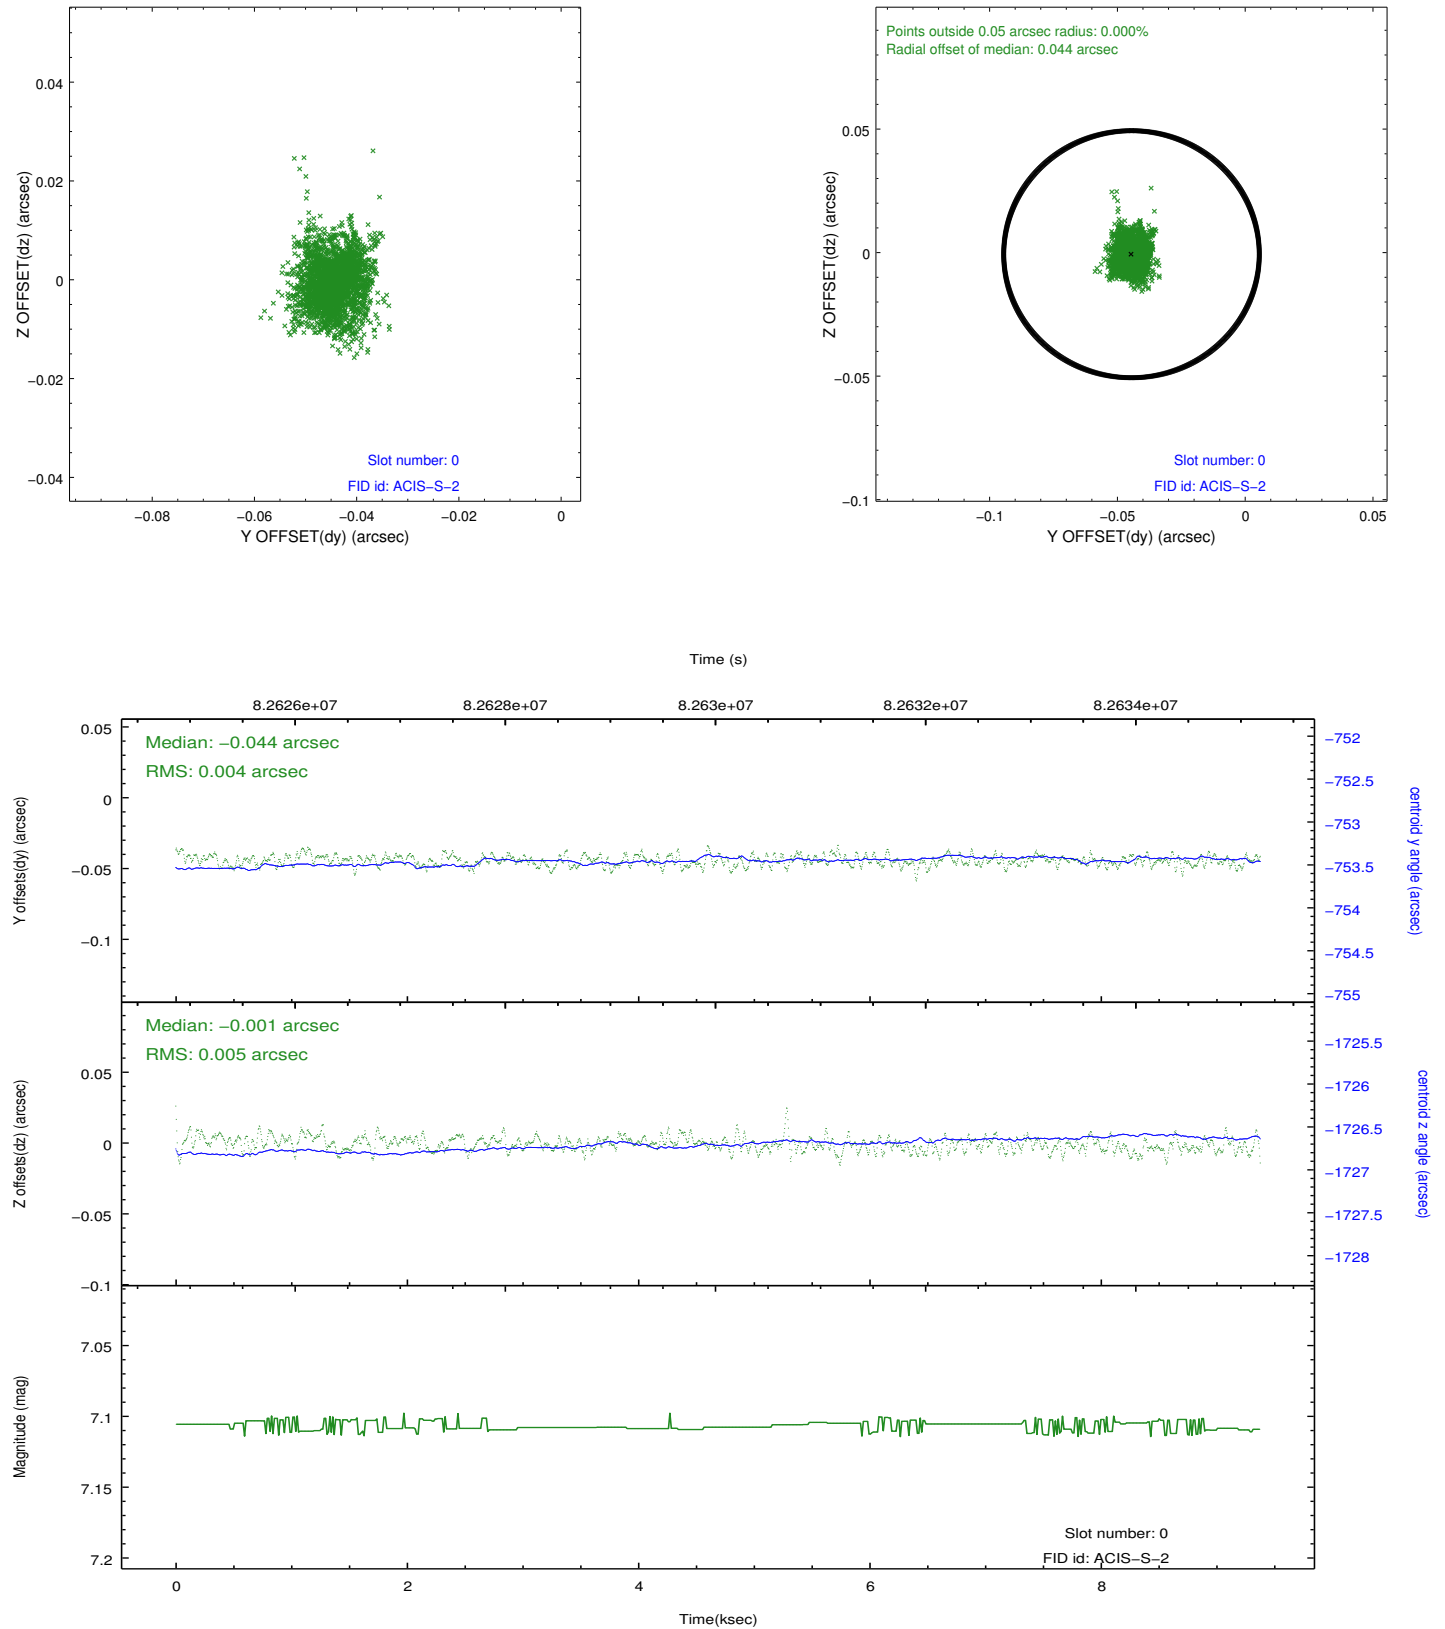 0.04
0.02
0
−0.02
−0.04
Z OFFSET(dz) (arcsec)
Slot number: 0
FID id: ACIS−S−2
−0.08
−0.06
−0.04
−0.02
0
Y OFFSET(dy) (arcsec)
Points outside 0.05 arcsec radius: 0.000%
Radial offset of median: 0.044 arcsec
0.05
0
−0.05
−0.1
Z OFFSET(dz) (arcsec)
Slot number: 0
FID id: ACIS−S−2
−0.1
−0.05
0
0.05
Y OFFSET(dy) (arcsec)
Time (s)
8.2626e+07
8.2628e+07
8.263e+07
8.2632e+07
8.2634e+07
Median: −0.044 arcsec
RMS: 0.004 arcsec
0.05
0
−0.05
−0.1
Y offsets(dy) (arcsec)
−752
−752.5
−753
−753.5
−754
−754.5
−755
centroid y angle (arcsec)
Median: −0.001 arcsec
RMS: 0.005 arcsec
0.05
0
−0.05
−0.1
Z offsets(dz) (arcsec)
−1725.5
−1726
−1726.5
−1727
−1727.5
−1728
centroid z angle (arcsec)
7.05
7.1
7.15
7.2
Magnitude (mag)
Slot number: 0
FID id: ACIS−S−2
0
2
4
6
8
Time(ksec)